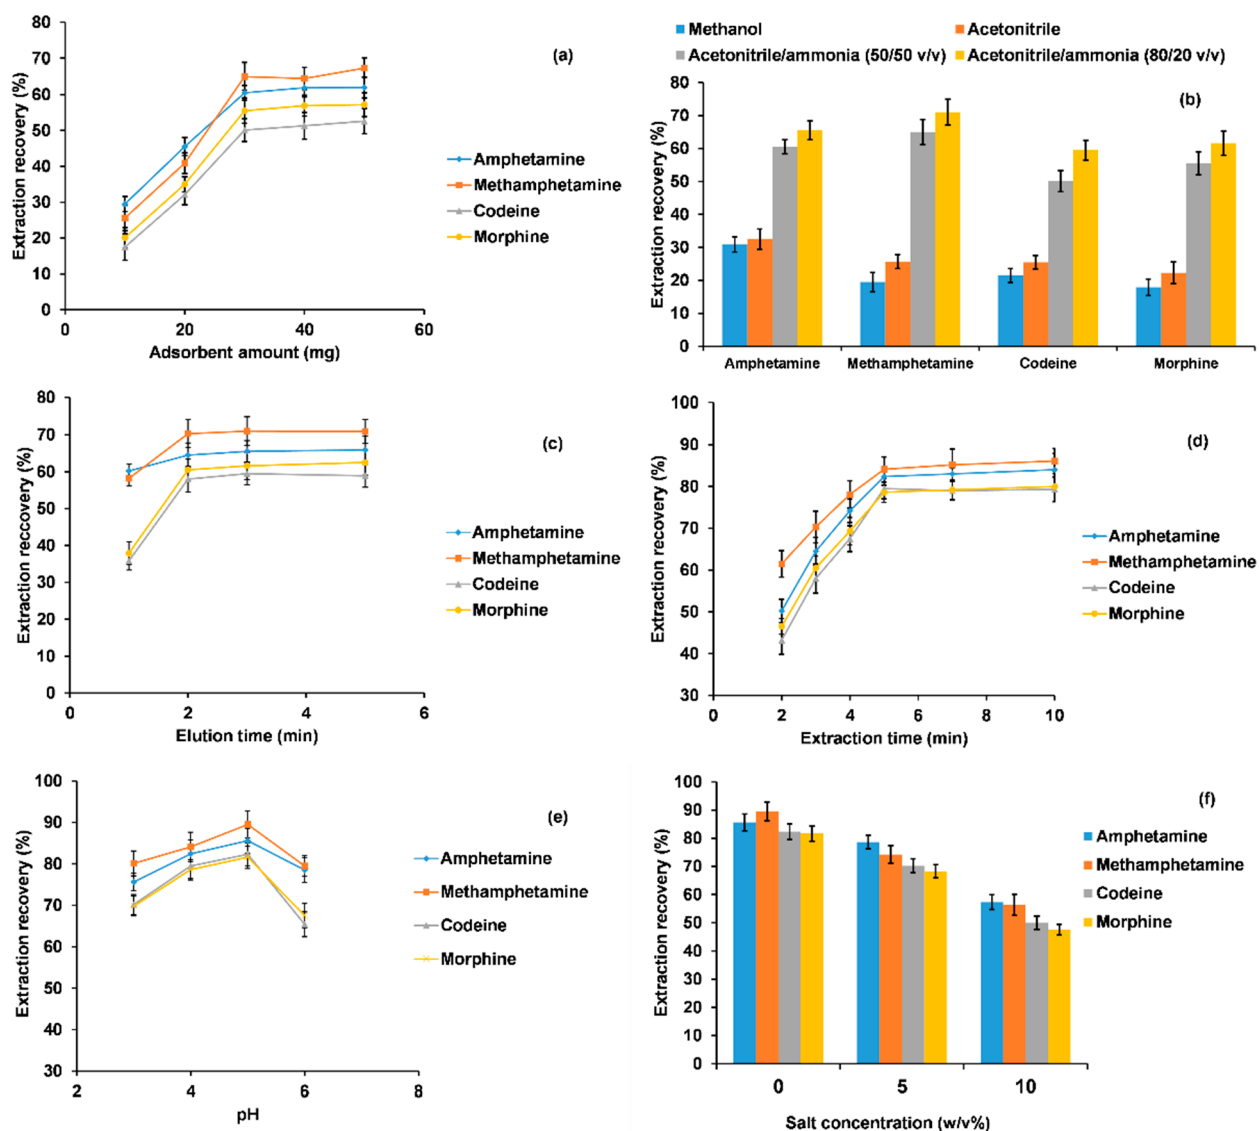 80
70
60
50
40
30
20
10
0
Extraction recovery (%)
(a)
Amphetamine
Methamphetamine
Codeine
Morphine
0 20 40 60
Adsorbent amount (mg)
Methanol Acetonitrile
Acetonitrile/ammonia (50/50 v/v) Acetonitrile/ammonia (80/20 v/v)
80
70
60
50
40
30
20
10
0
Extraction recovery (%)
(b)
Amphetamine Methamphetamine Codeine Morphine
80
70
60
50
40
30
20
10
0
Extraction recovery (%)
(c)
Amphetamine
Methamphetamine
Codeine
Morphine
0 2 4 6
Elution time (min)
100
90
80
70
60
50
40
30
Extraction recovery (%)
(d)
Amphetamine
Methamphetamine
Codeine
Morphine
0 2 4 6 8 10
Extraction time (min)
100
90
80
70
60
50
40
30
Extraction recovery (%)
(e)
Amphetamine
Methamphetamine
Codeine
Morphine
2 4 6 8
pH
100
90
80
70
60
50
40
30
20
10
0
Extraction recovery (%)
(f)
Amphetamine
Methamphetamine
Codeine
Morphine
0 5 10
Salt concentration (w/v%)